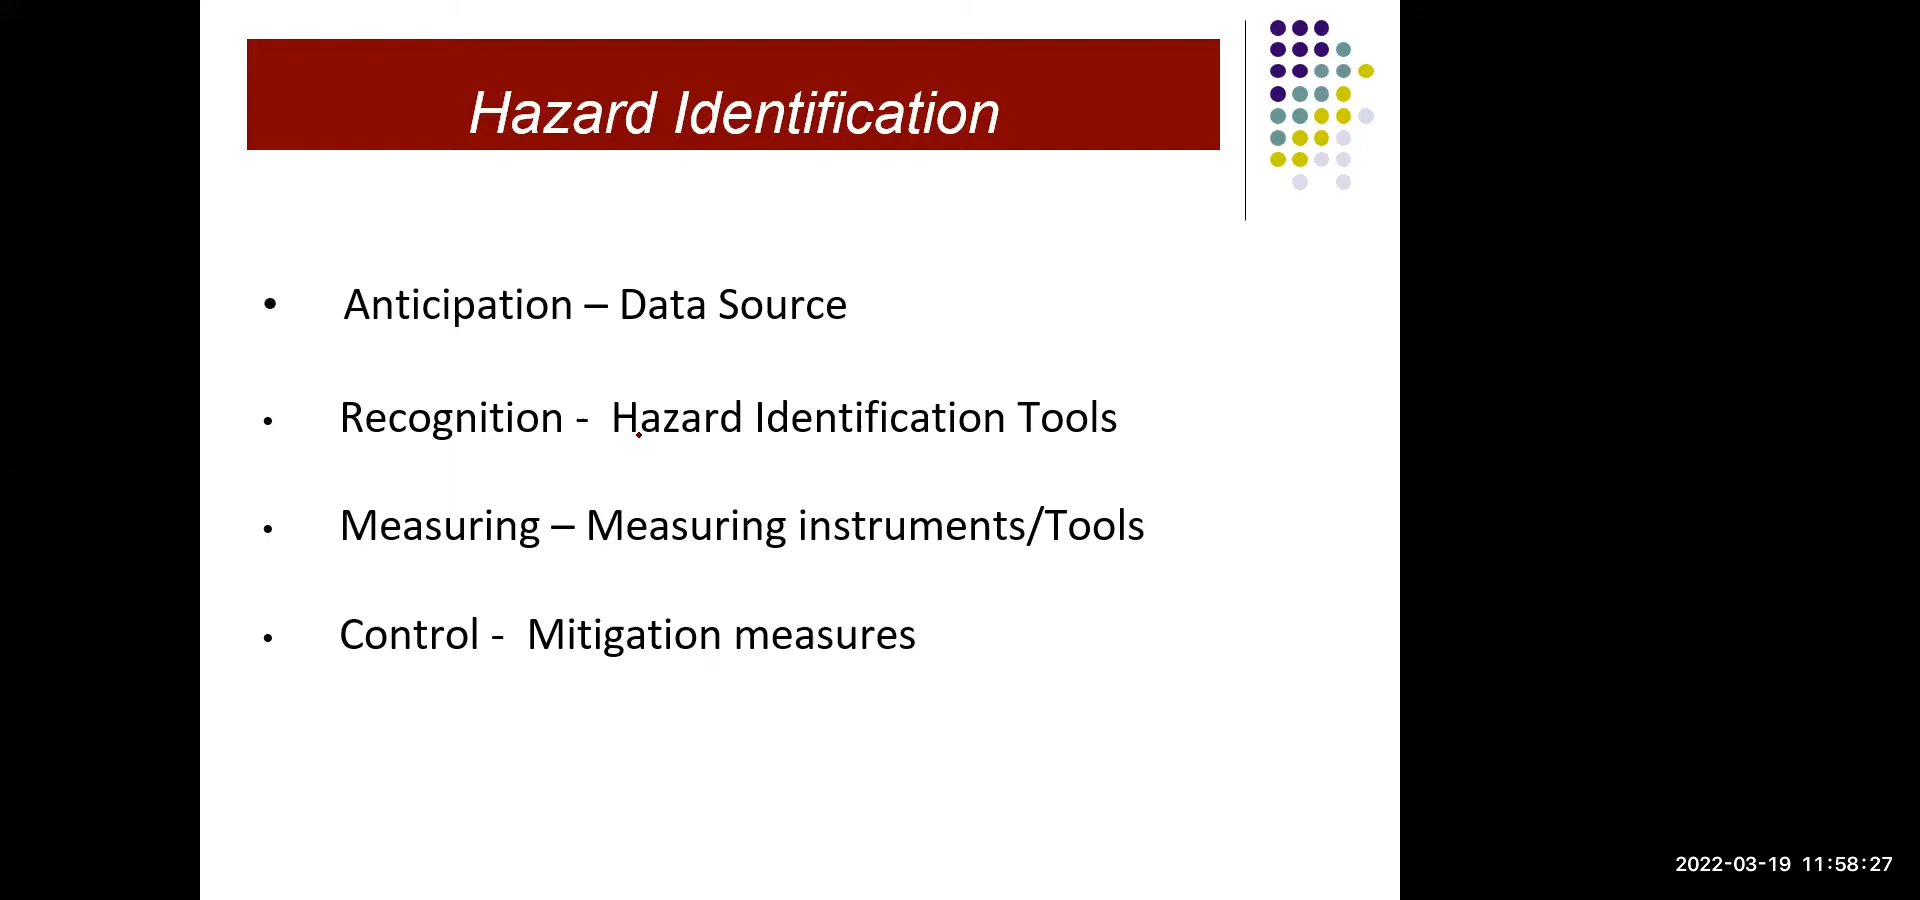 Hazard Identification
• Anticipation – Data Source
• Recognition - Hazard Identification Tools
• Measuring – Measuring instruments/Tools
• Control - Mitigation measures
2022-03-19 11:58:27